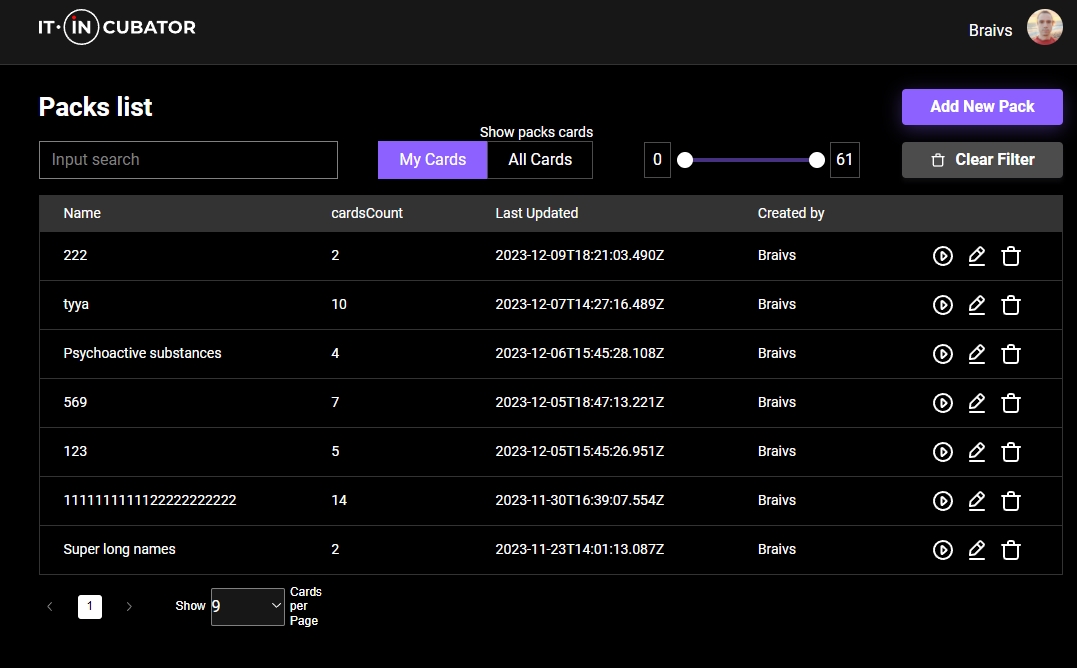 IT·INCUBATOR
Braivs
Packs list
Add New Pack
Show packs cards
Input search
My Cards
All Cards
0
61
Clear Filter
Name cardsCount Last Updated Created by
222 2 2023-12-09T18:21:03.490Z Braivs
tyya 10 2023-12-07T14:27:16.489Z Braivs
Psychoactive substances 4 2023-12-06T15:45:28.108Z Braivs
569 7 2023-12-05T18:47:13.221Z Braivs
123 5 2023-12-05T15:45:26.951Z Braivs
1111111111122222222222 14 2023-11-30T16:39:07.554Z Braivs
Super long names 2 2023-11-23T14:01:13.087Z Braivs
1
Show 9
Cards
per
Page